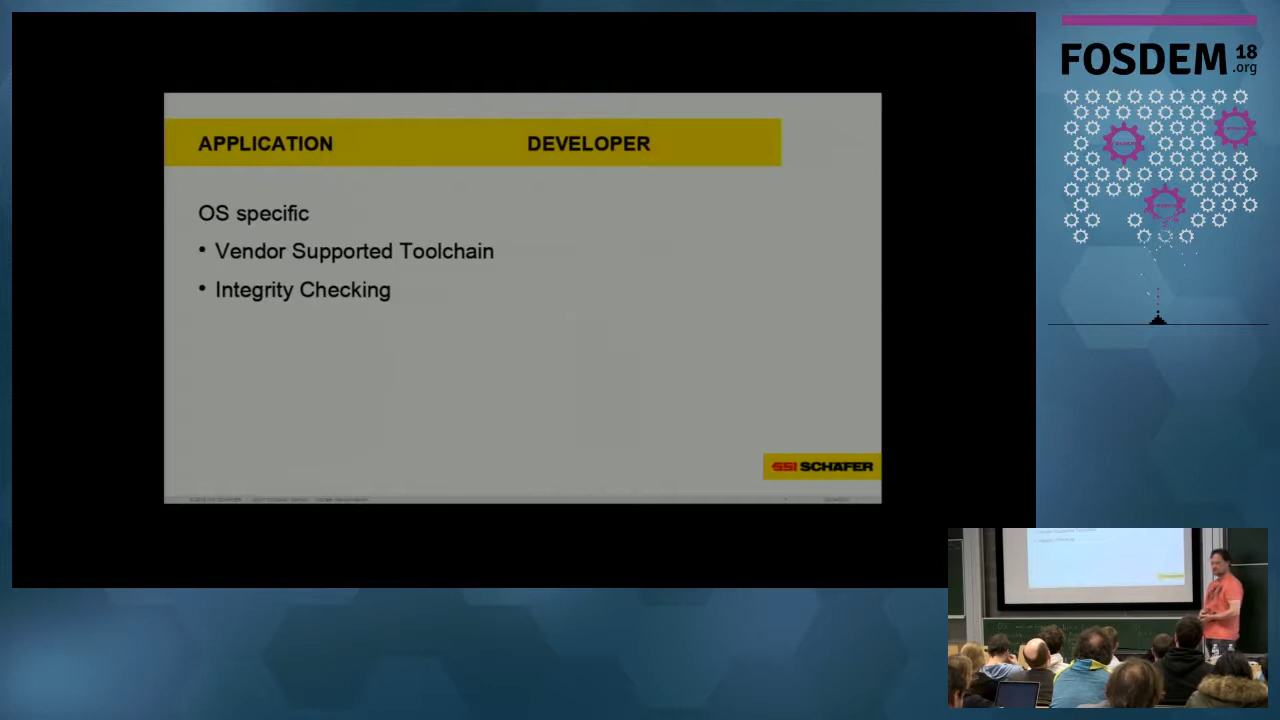 APPLICATION DEVELOPER
OS specific
• Vendor Supported Toolchain
• Integrity Checking
SSI SCHÄFER
FOSDEM 18
.org